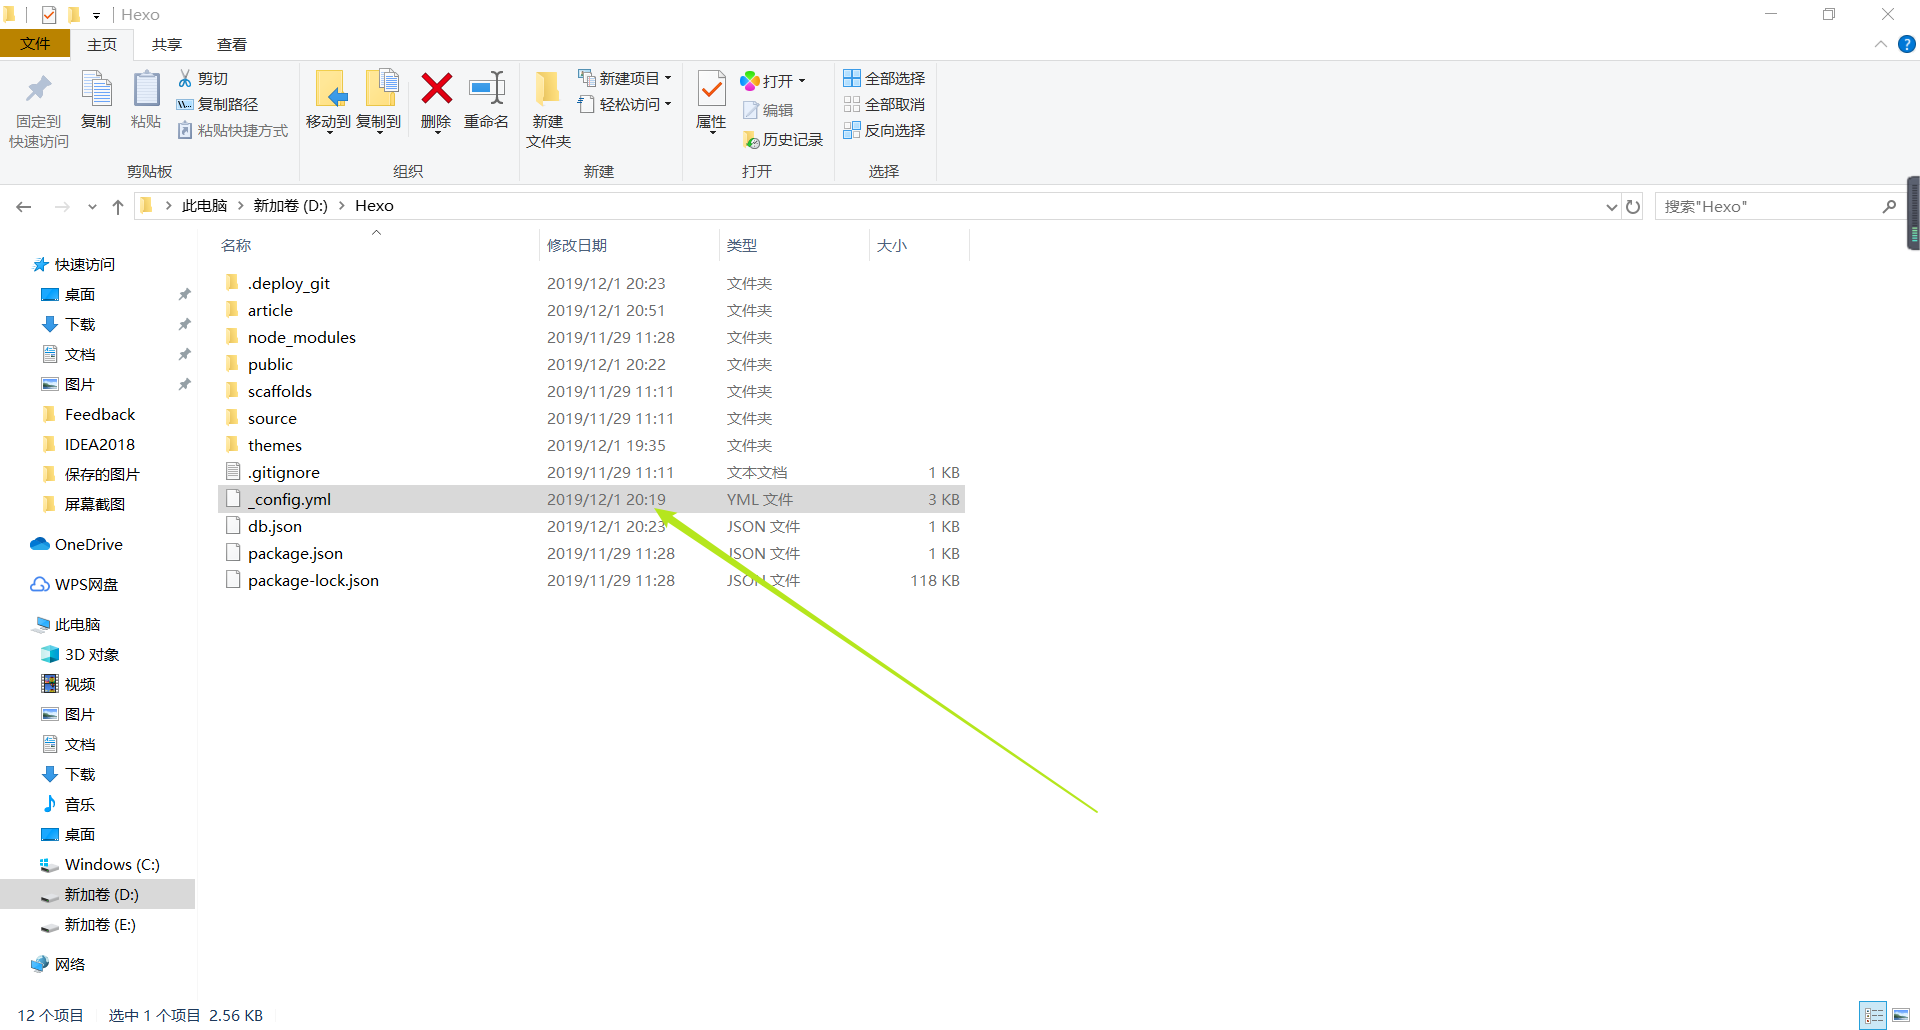 Hexo
文件 主页 共享 查看
固定到快速访问 复制 粘贴 剪切 复制路径 粘贴快捷方式
移动到 复制到 删除 重命名
新建文件夹 新建项目 轻松访问
属性 打开 编辑 历史记录
全部选择 全部取消 反向选择
剪贴板 组织 新建 打开 选择
此电脑 新加卷 (D:) Hexo
搜索"Hexo"
快速访问
桌面
下载
文档
图片
Feedback
IDEA2018
保存的图片
屏幕截图
OneDrive
WPS网盘
此电脑
3D 对象
视频
图片
文档
下载
音乐
桌面
Windows (C:)
新加卷 (D:)
新加卷 (E:)
网络
名称 修改日期 类型 大小
.deploy_git 2019/12/1 20:23 文件夹
article 2019/12/1 20:51 文件夹
node_modules 2019/11/29 11:28 文件夹
public 2019/12/1 20:22 文件夹
scaffolds 2019/11/29 11:11 文件夹
source 2019/11/29 11:11 文件夹
themes 2019/12/1 19:35 文件夹
.gitignore 2019/11/29 11:11 文本文档 1 KB
_config.yml 2019/12/1 20:19 YML 文件 3 KB
db.json 2019/12/1 20:23 JSON 文件 1 KB
package.json 2019/11/29 11:28 JSON 文件 1 KB
package-lock.json 2019/11/29 11:28 JSON 文件 118 KB
12 个项目 选中 1 个项目 2.56 KB